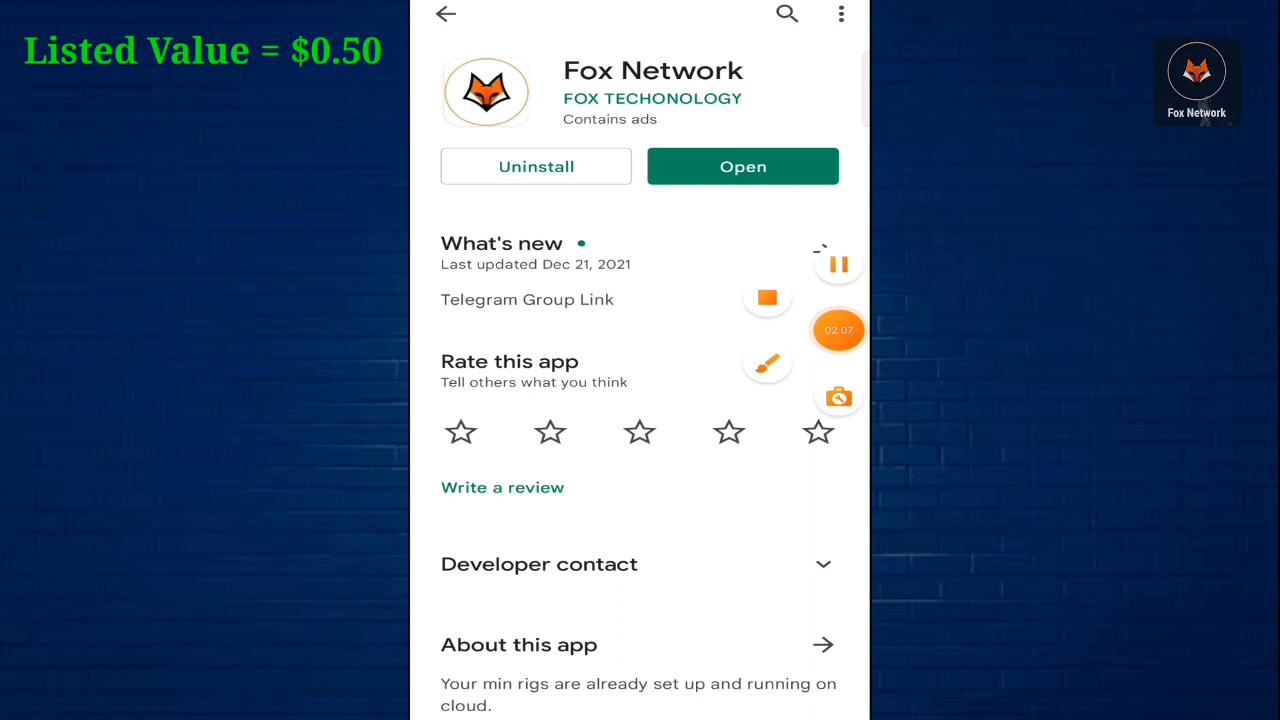 Listed Value = $0.50
Fox Network
FOX TECHONOLOGY
Contains ads
Fox Network
Uninstall
Open
What's new
Last updated Dec 21, 2021
Telegram Group Link
02:07
Rate this app
Tell others what you think
Write a review
Developer contact
About this app
Your min rigs are already set up and running on
cloud.